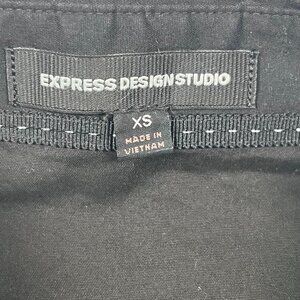 EXPRESS DESIGN STUDIO
XS
MADE IN
VIETNAM